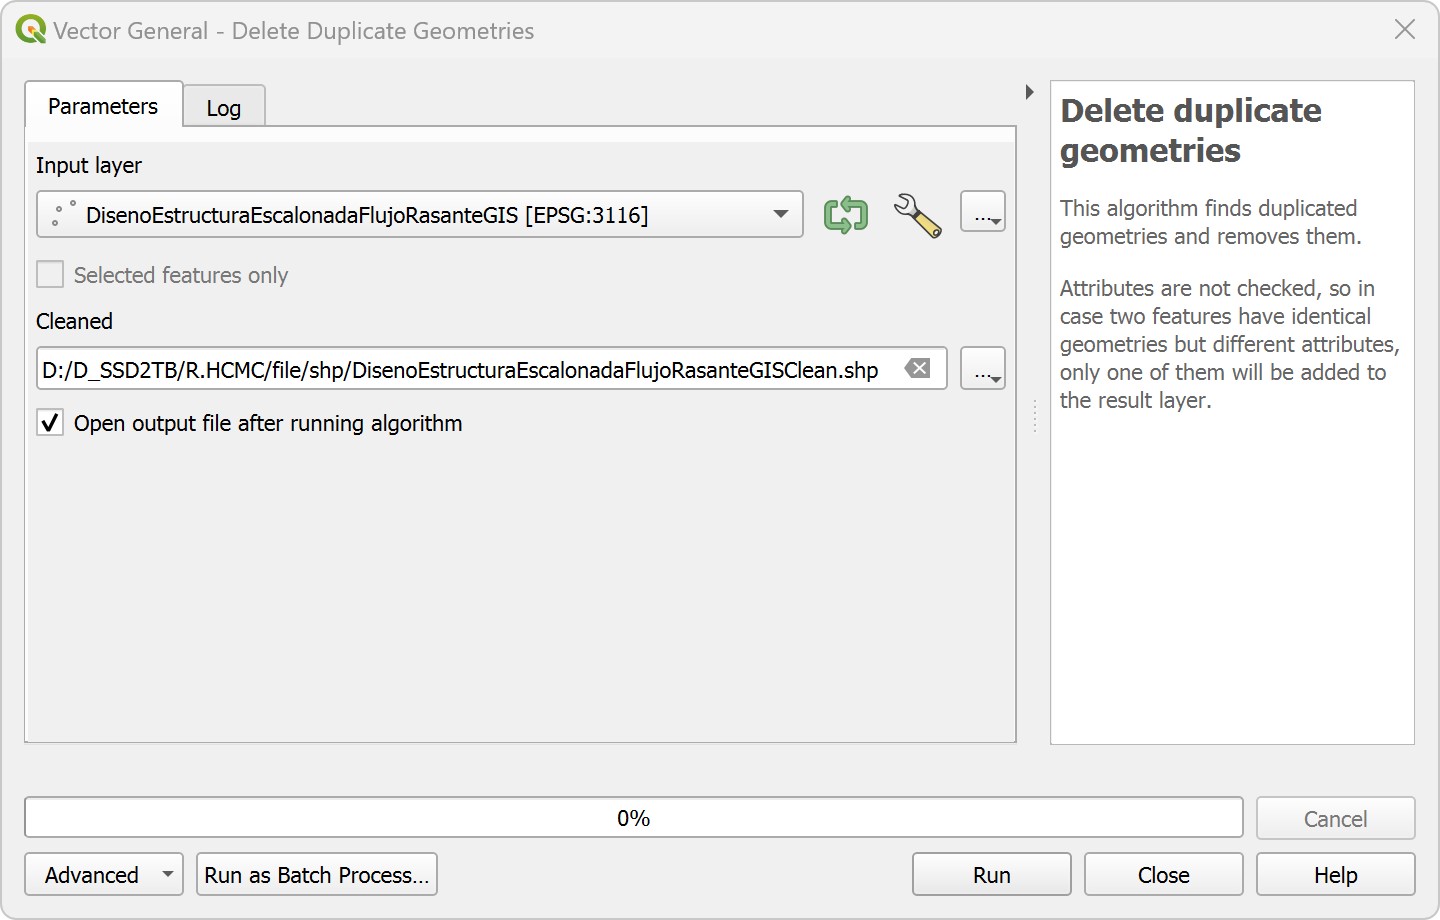 Vector General - Delete Duplicate Geometries
Parameters
Log
Input layer
DisenoEstructuraEscalonadaFlujoRasanteGIS [EPSG:3116]
...
Selected features only
Cleaned
D:/D_SSD2TB/R.HCMC/file/shp/DisenoEstructuraEscalonadaFlujoRasanteGISClean.shp
...
Open output file after running algorithm
Delete duplicate
geometries
This algorithm finds duplicated
geometries and removes them.
Attributes are not checked, so in
case two features have identical
geometries but different attributes,
only one of them will be added to
the result layer.
0%
Cancel
Advanced
Run as Batch Process...
Run
Close
Help